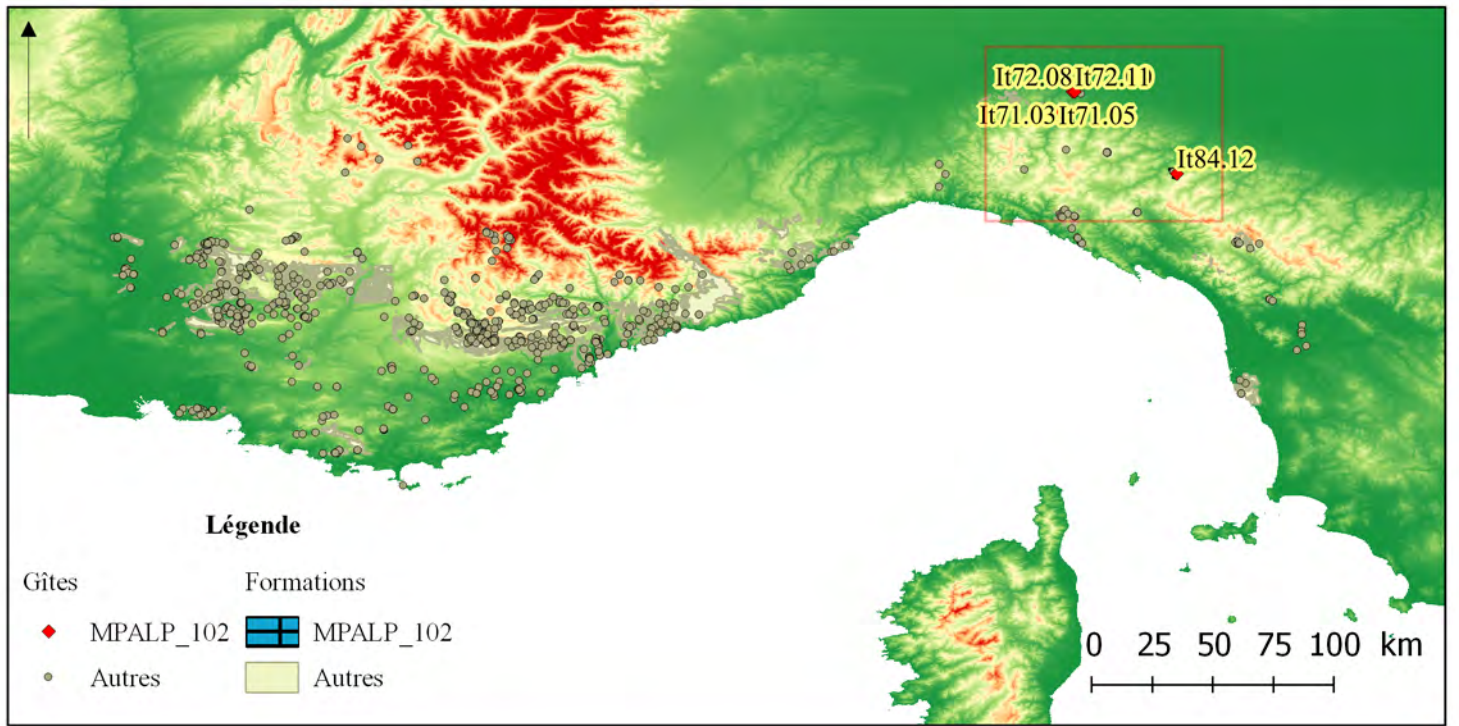 It72.08 It72.11
It71.03 It71.05
It84.12
Légende
Gîtes Formations
MPALP_102 MPALP_102
Autres Autres
0 25 50 75 100 km